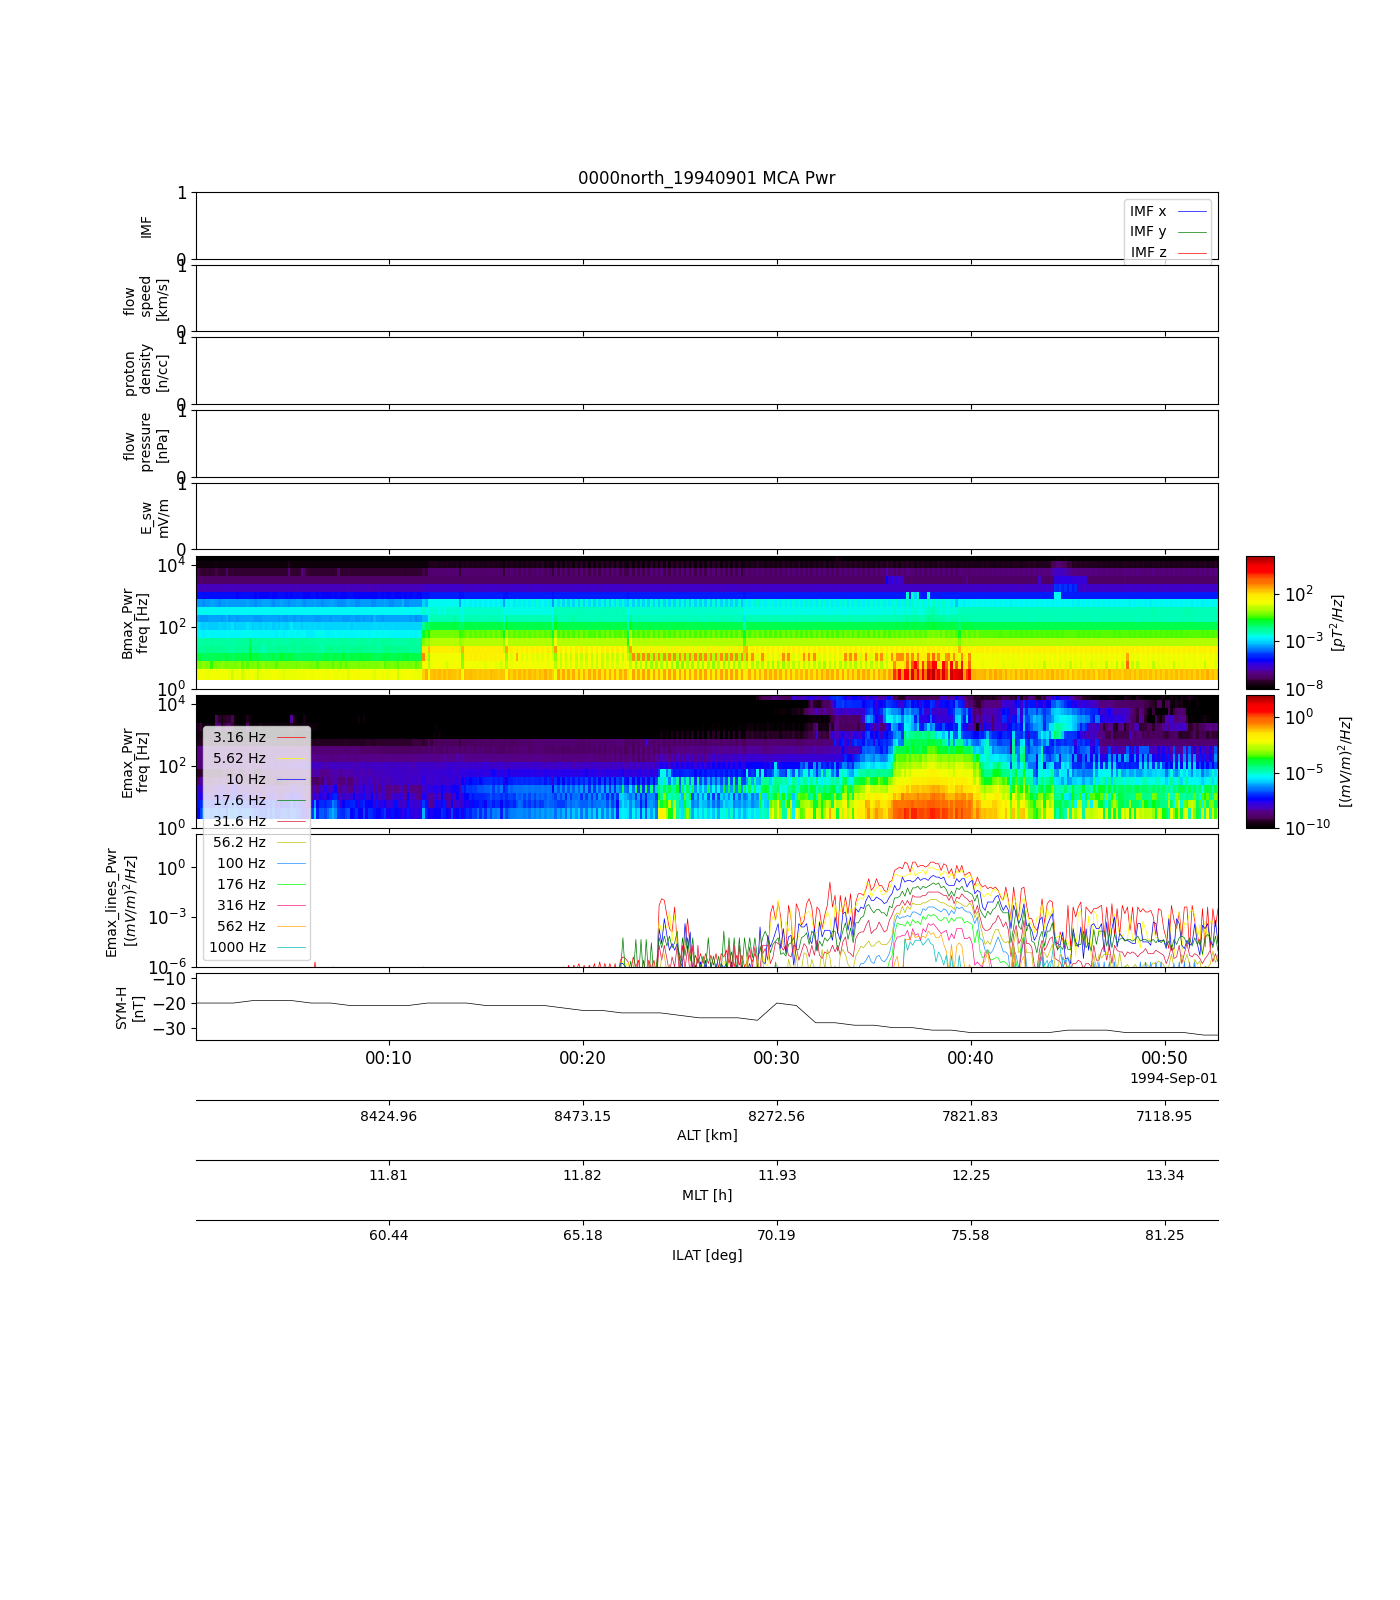 0000north_19940901 MCA Pwr
1
IMF
0
IMF x
IMF y
IMF z
1
flow
speed
[km/s]
0
1
proton
density
[n/cc]
0
1
flow
pressure
[nPa]
0
1
E_sw
mV/m
0
10^4
10^2
10^0
Bmax_Pwr
freq [Hz]
10^2
10^-3
10^-8
[pT^2/Hz]
10^4
10^2
10^0
Emax_Pwr
freq [Hz]
10^0
10^-5
10^-10
[(mV/m)^2/Hz]
3.16 Hz
5.62 Hz
10 Hz
17.6 Hz
31.6 Hz
56.2 Hz
100 Hz
176 Hz
316 Hz
562 Hz
1000 Hz
10^0
10^-3
10^-6
Emax_lines_Pwr
[(mV/m)^2/Hz]
−10
−20
−30
SYM-H
[nT]
00:10 00:20 00:30 00:40 00:50
1994-Sep-01
8424.96 8473.15 8272.56 7821.83 7118.95
ALT [km]
11.81 11.82 11.93 12.25 13.34
MLT [h]
60.44 65.18 70.19 75.58 81.25
ILAT [deg]